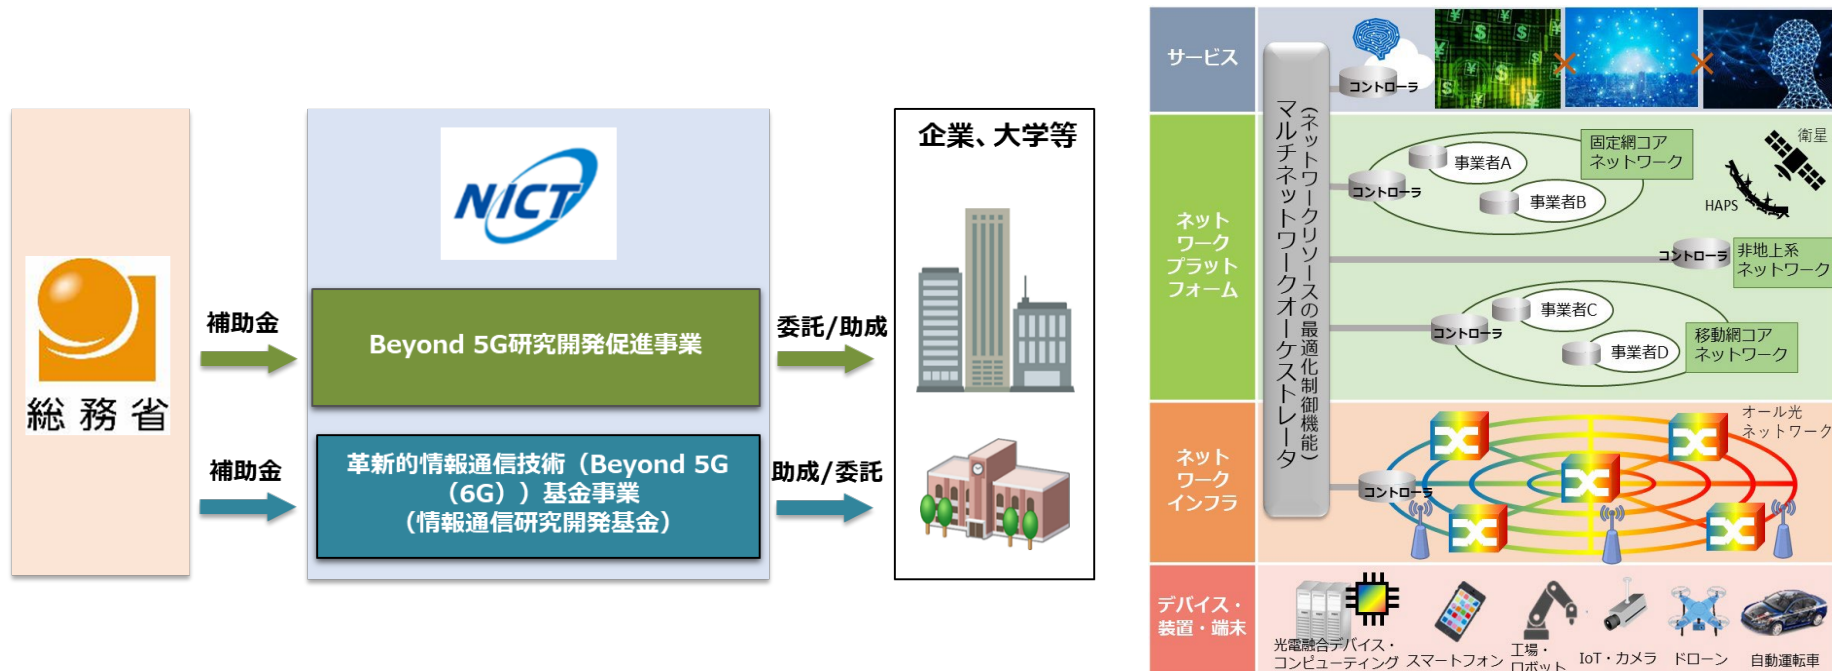 総務省
補助金
補助金
NICT
Beyond 5G研究開発促進事業
革新的情報通信技術（Beyond 5G
（6G））基金事業
（情報通信研究開発基金）
委託/助成
助成/委託
企業、大学等
サービス
ネット
ワーク
プラット
フォーム
ネット
ワーク
インフラ
デバイス・
装置・端末
マルチネットワークオーケストレータ
（ネットワークリソースの最適化制御機能）
コントローラ
コントローラ
事業者A
事業者B
固定網コア
ネットワーク
衛星
HAPS
コントローラ
非地上系
ネットワーク
コントローラ
事業者C
事業者D
移動網コア
ネットワーク
オール光
ネットワーク
コントローラ
光電融合デバイス・
コンピューティング
スマートフォン
工場・
ロボット
IoT・カメラ
ドローン
自動運転車